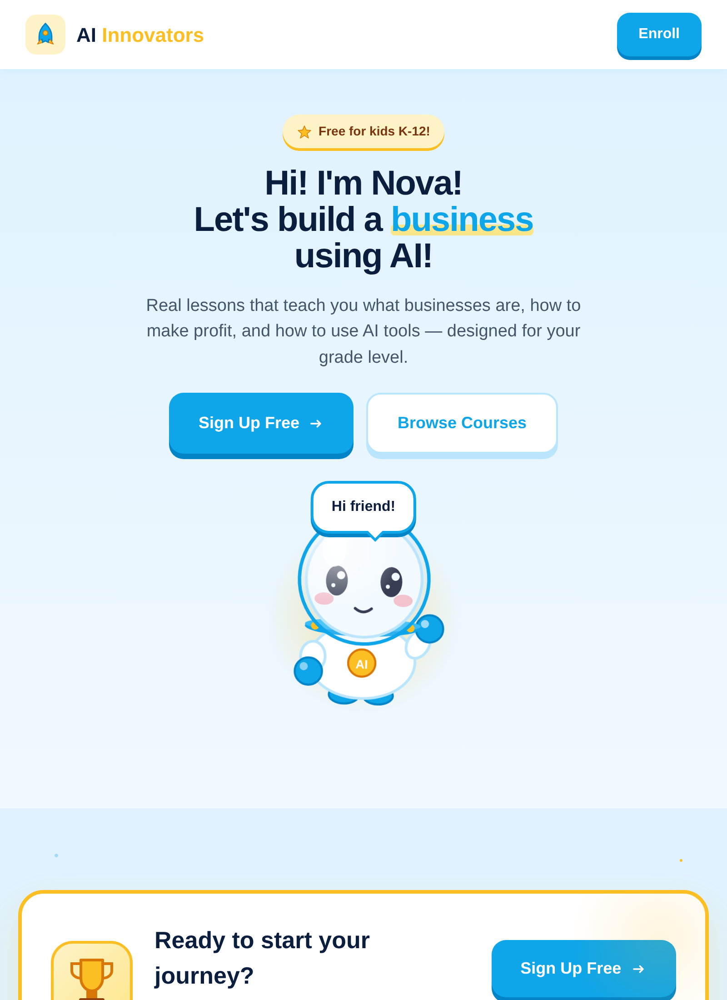 AI Innovators
Enroll
Free for kids K-12!
Hi! I'm Nova!
Let's build a business
using AI!
Real lessons that teach you what businesses are, how to
make profit, and how to use AI tools — designed for your
grade level.
Sign Up Free →
Browse Courses
Hi friend!
AI
Ready to start your
journey?
Sign Up Free →